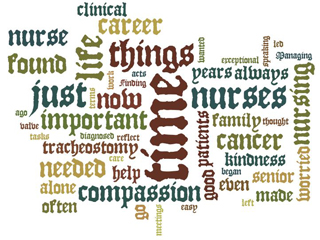 clinical
career
nurse
life
things
wanted
speaking
led
Managing
exceptional
found
acts
Finding
work
years
always
terms
just
now
time
nurses
nursing
ago
important
family
thought
valve
diagnosed
reflect
patients
cancer
tasks
tracheostomy
care
kindness
needed
help
good
began
worried
alone
compassion
even
senior
often
go
meetings
easy
left
made